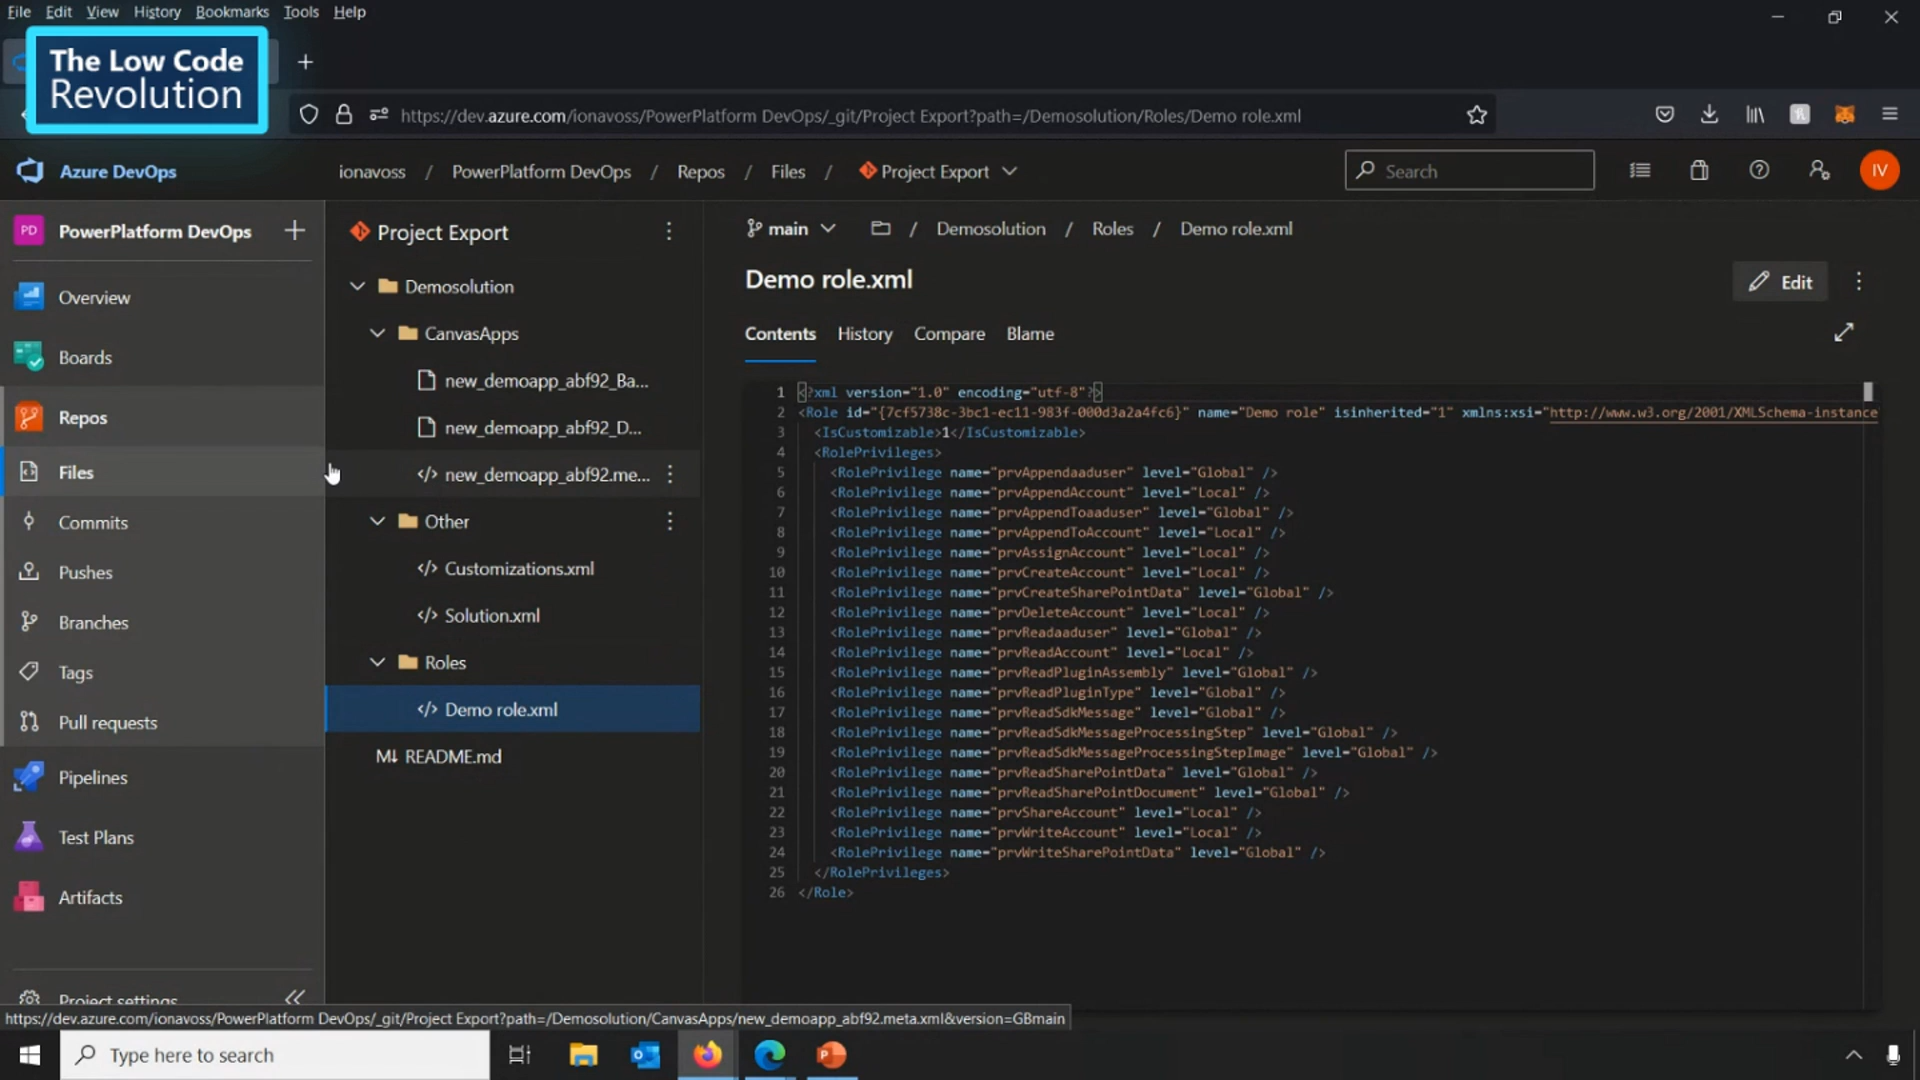 File Edit View History Bookmarks Tools Help
The Low Code
Revolution
https://dev.azure.com/ionavoss/PowerPlatform DevOps/_git/Project Export?path=/Demosolution/Roles/Demo role.xml
Azure DevOps
ionavoss / PowerPlatform DevOps / Repos / Files / Project Export
Search
IV
PD PowerPlatform DevOps
Overview
Boards
Repos
Files
Commits
Pushes
Branches
Tags
Pull requests
Pipelines
Test Plans
Artifacts
Project settings
Project Export
Demosolution
CanvasApps
new_demoapp_abf92_Ba...
new_demoapp_abf92_D...
new_demoapp_abf92.me...
Other
Customizations.xml
Solution.xml
Roles
Demo role.xml
M↓ README.md
main / Demosolution / Roles / Demo role.xml
Demo role.xml
Edit
Contents History Compare Blame
1 <?xml version="1.0" encoding="utf-8"?>
2 <Role id="{7cf5738c-3bc1-ec11-983f-000d3a2a4fc6}" name="Demo role" isinherited="1" xmlns:xsi="http://www.w3.org/2001/XMLSchema-instance
3 <IsCustomizable>1</IsCustomizable>
4 <RolePrivileges>
5 <RolePrivilege name="prvAppendaaduser" level="Global" />
6 <RolePrivilege name="prvAppendAccount" level="Local" />
7 <RolePrivilege name="prvAppendToaaduser" level="Global" />
8 <RolePrivilege name="prvAppendToAccount" level="Local" />
9 <RolePrivilege name="prvAssignAccount" level="Local" />
10 <RolePrivilege name="prvCreateAccount" level="Local" />
11 <RolePrivilege name="prvCreateSharePointData" level="Global" />
12 <RolePrivilege name="prvDeleteAccount" level="Local" />
13 <RolePrivilege name="prvReadaaduser" level="Global" />
14 <RolePrivilege name="prvReadAccount" level="Local" />
15 <RolePrivilege name="prvReadPluginAssembly" level="Global" />
16 <RolePrivilege name="prvReadPluginType" level="Global" />
17 <RolePrivilege name="prvReadSdkMessage" level="Global" />
18 <RolePrivilege name="prvReadSdkMessageProcessingStep" level="Global" />
19 <RolePrivilege name="prvReadSdkMessageProcessingStepImage" level="Global" />
20 <RolePrivilege name="prvReadSharePointData" level="Global" />
21 <RolePrivilege name="prvReadSharePointDocument" level="Global" />
22 <RolePrivilege name="prvShareAccount" level="Local" />
23 <RolePrivilege name="prvWriteAccount" level="Local" />
24 <RolePrivilege name="prvWriteSharePointData" level="Global" />
25 </RolePrivileges>
26 </Role>
https://dev.azure.com/ionavoss/PowerPlatform DevOps/_git/Project Export?path=/Demosolution/CanvasApps/new_demoapp_abf92.meta.xml&version=GBmain
Type here to search